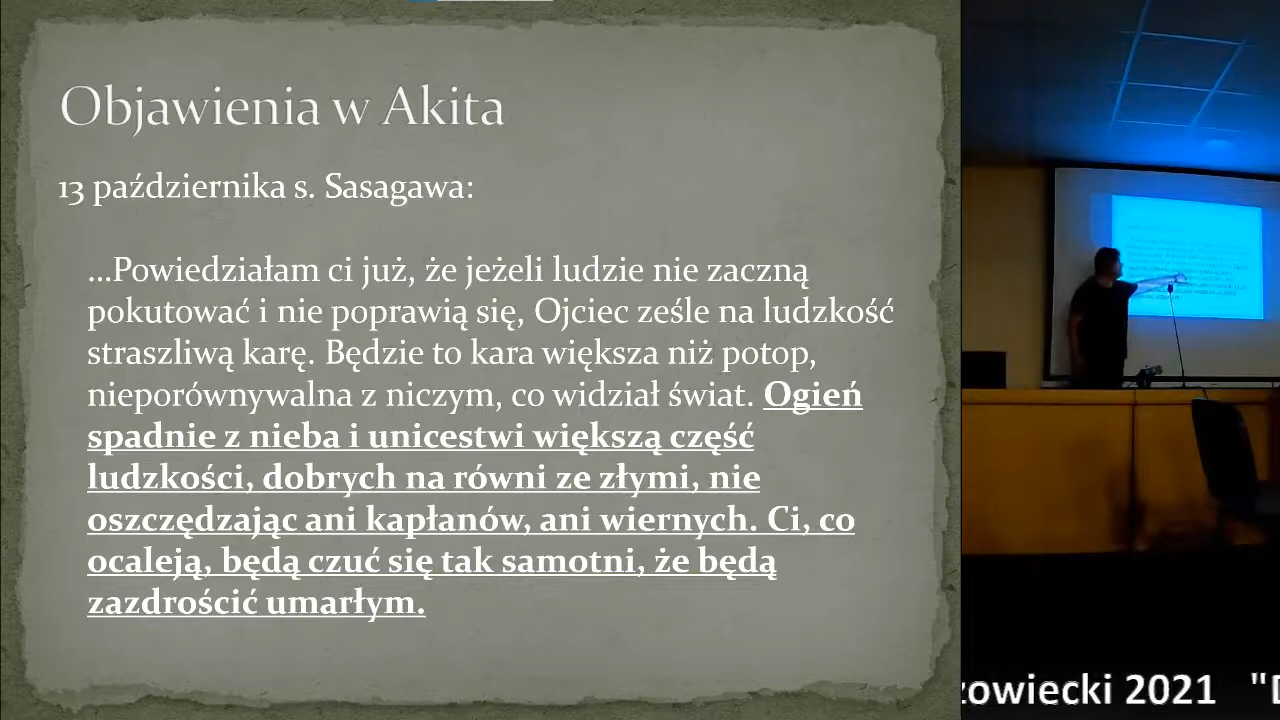 Objawienia w Akita
13 października s. Sasagawa:
...Powiedziałam ci już, że jeżeli ludzie nie zaczną
pokutować i nie poprawią się, Ojciec ześle na ludzkość
straszliwą karę. Będzie to kara większa niż potop,
nieporównywalna z niczym, co widział świat. Ogień
spadnie z nieba i unicestwi większą część
ludzkości, dobrych na równi ze złymi, nie
oszczędzając ani kapłanów, ani wiernych. Ci, co
ocaleją, będą czuć się tak samotni, że będą
zazdrościć umarłym.
zowiecki 2021 "D